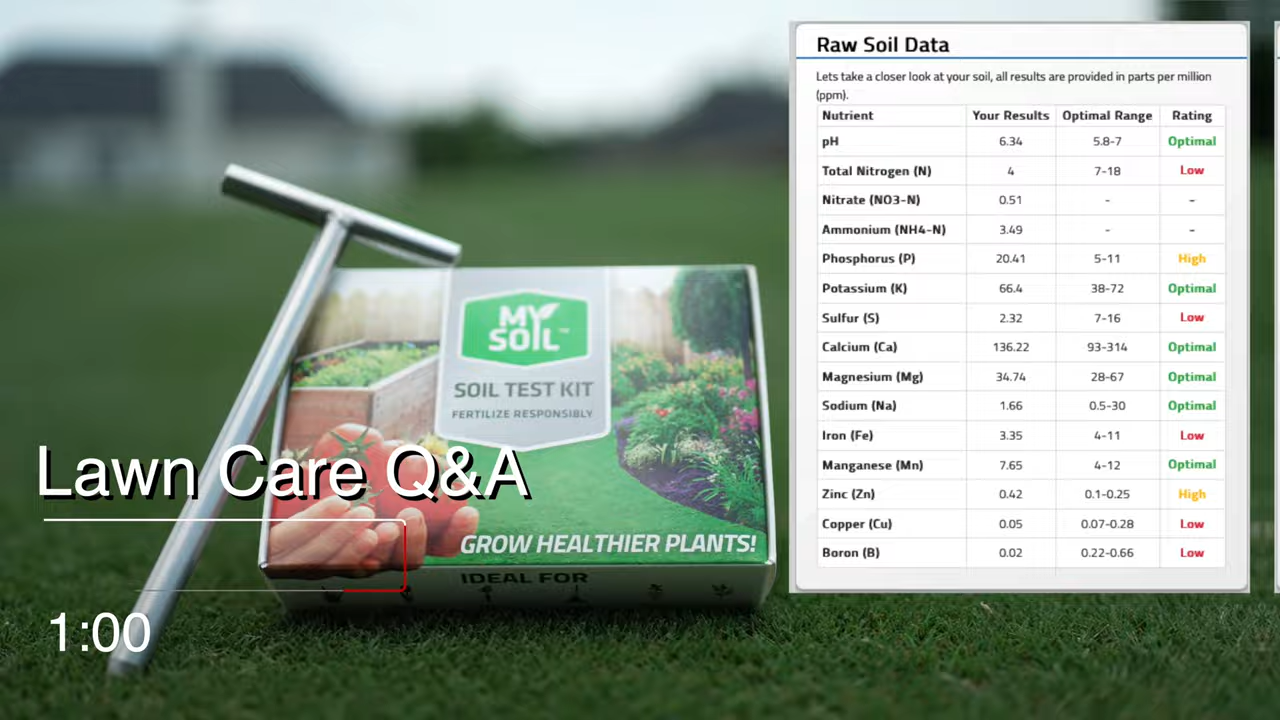 Raw Soil Data
Lets take a closer look at your soil, all results are provided in parts per million
(ppm).
Nutrient Your Results Optimal Range Rating
pH 6.34 5.8-7 Optimal
Total Nitrogen (N) 4 7-18 Low
Nitrate (NO3-N) 0.51 - -
Ammonium (NH4-N) 3.49 - -
Phosphorus (P) 20.41 5-11 High
Potassium (K) 66.4 38-72 Optimal
Sulfur (S) 2.32 7-16 Low
Calcium (Ca) 136.22 93-314 Optimal
Magnesium (Mg) 34.74 28-67 Optimal
Sodium (Na) 1.66 0.5-30 Optimal
Iron (Fe) 3.35 4-11 Low
Manganese (Mn) 7.65 4-12 Optimal
Zinc (Zn) 0.42 0.1-0.25 High
Copper (Cu) 0.05 0.07-0.28 Low
Boron (B) 0.02 0.22-0.66 Low
MY
SOIL™
SOIL TEST KIT
FERTILIZE RESPONSIBLY
GROW HEALTHIER PLANTS!
IDEAL FOR
Lawn Care Q&A
1:00